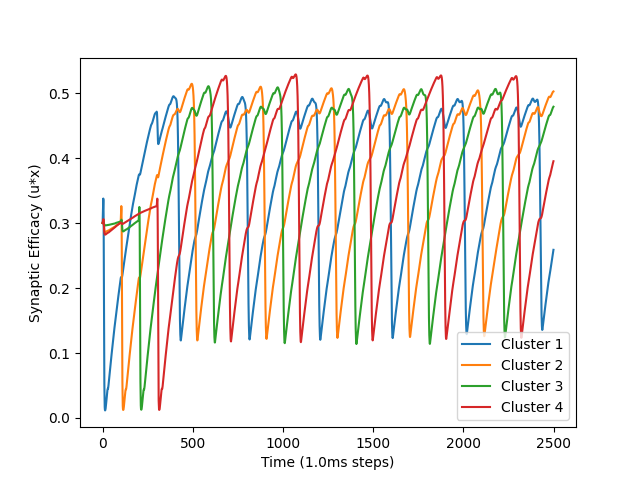 Synaptic Efficacy (u*x)
0.5
0.4
0.3
0.2
0.1
0.0
0
500
1000
1500
2000
2500
Time (1.0ms steps)
Cluster 1
Cluster 2
Cluster 3
Cluster 4